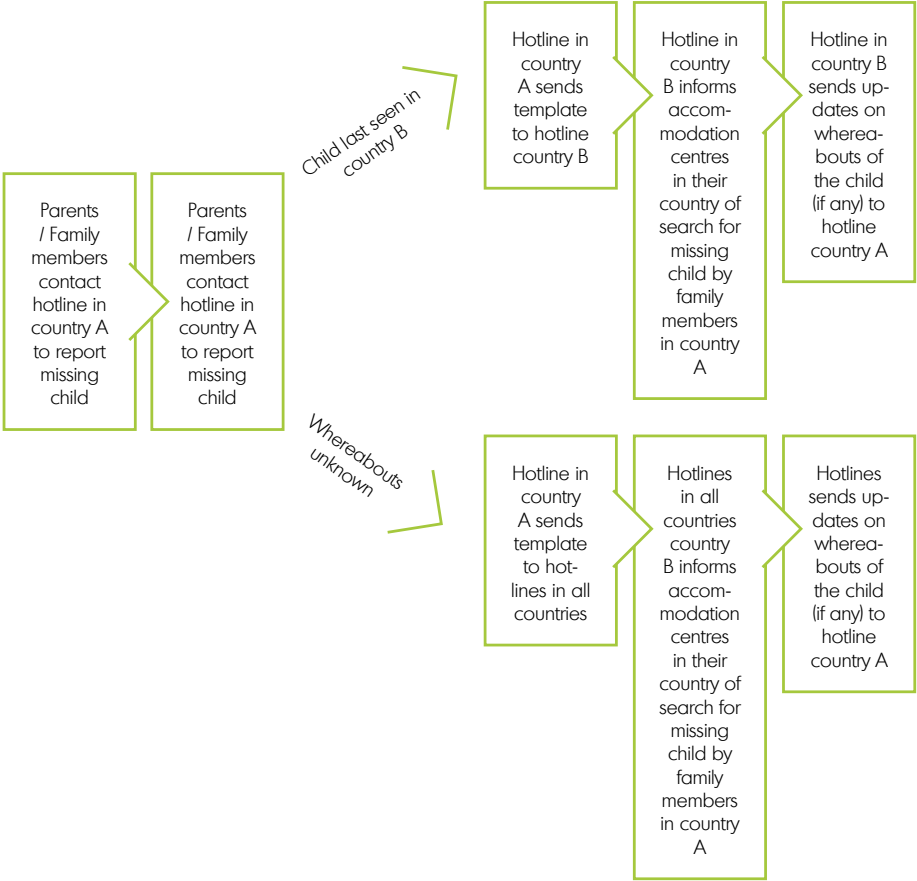 Parents
/ Family
members
contact
hotline in
country A
to report
missing
child
Parents
/ Family
members
contact
hotline in
country A
to report
missing
child
Child last seen in
country B
Hotline in
country
A sends
template
to hotline
country B
Hotline in
country
B informs
accom-
modation
centres
in their
country of
search for
missing
child by
family
members
in country
A
Hotline in
country B
sends up-
dates on
wherea-
bouts of
the child
(if any) to
hotline
country A
Whereabouts
unknown
Hotline in
country
A sends
template
to hot-
lines in all
countries
Hotlines
in all
countries
country
B informs
accom-
modation
centres
in their
country of
search for
missing
child by
family
members
in country
A
Hotlines
sends up-
dates on
wherea-
bouts of
the child
(if any) to
hotline
country A